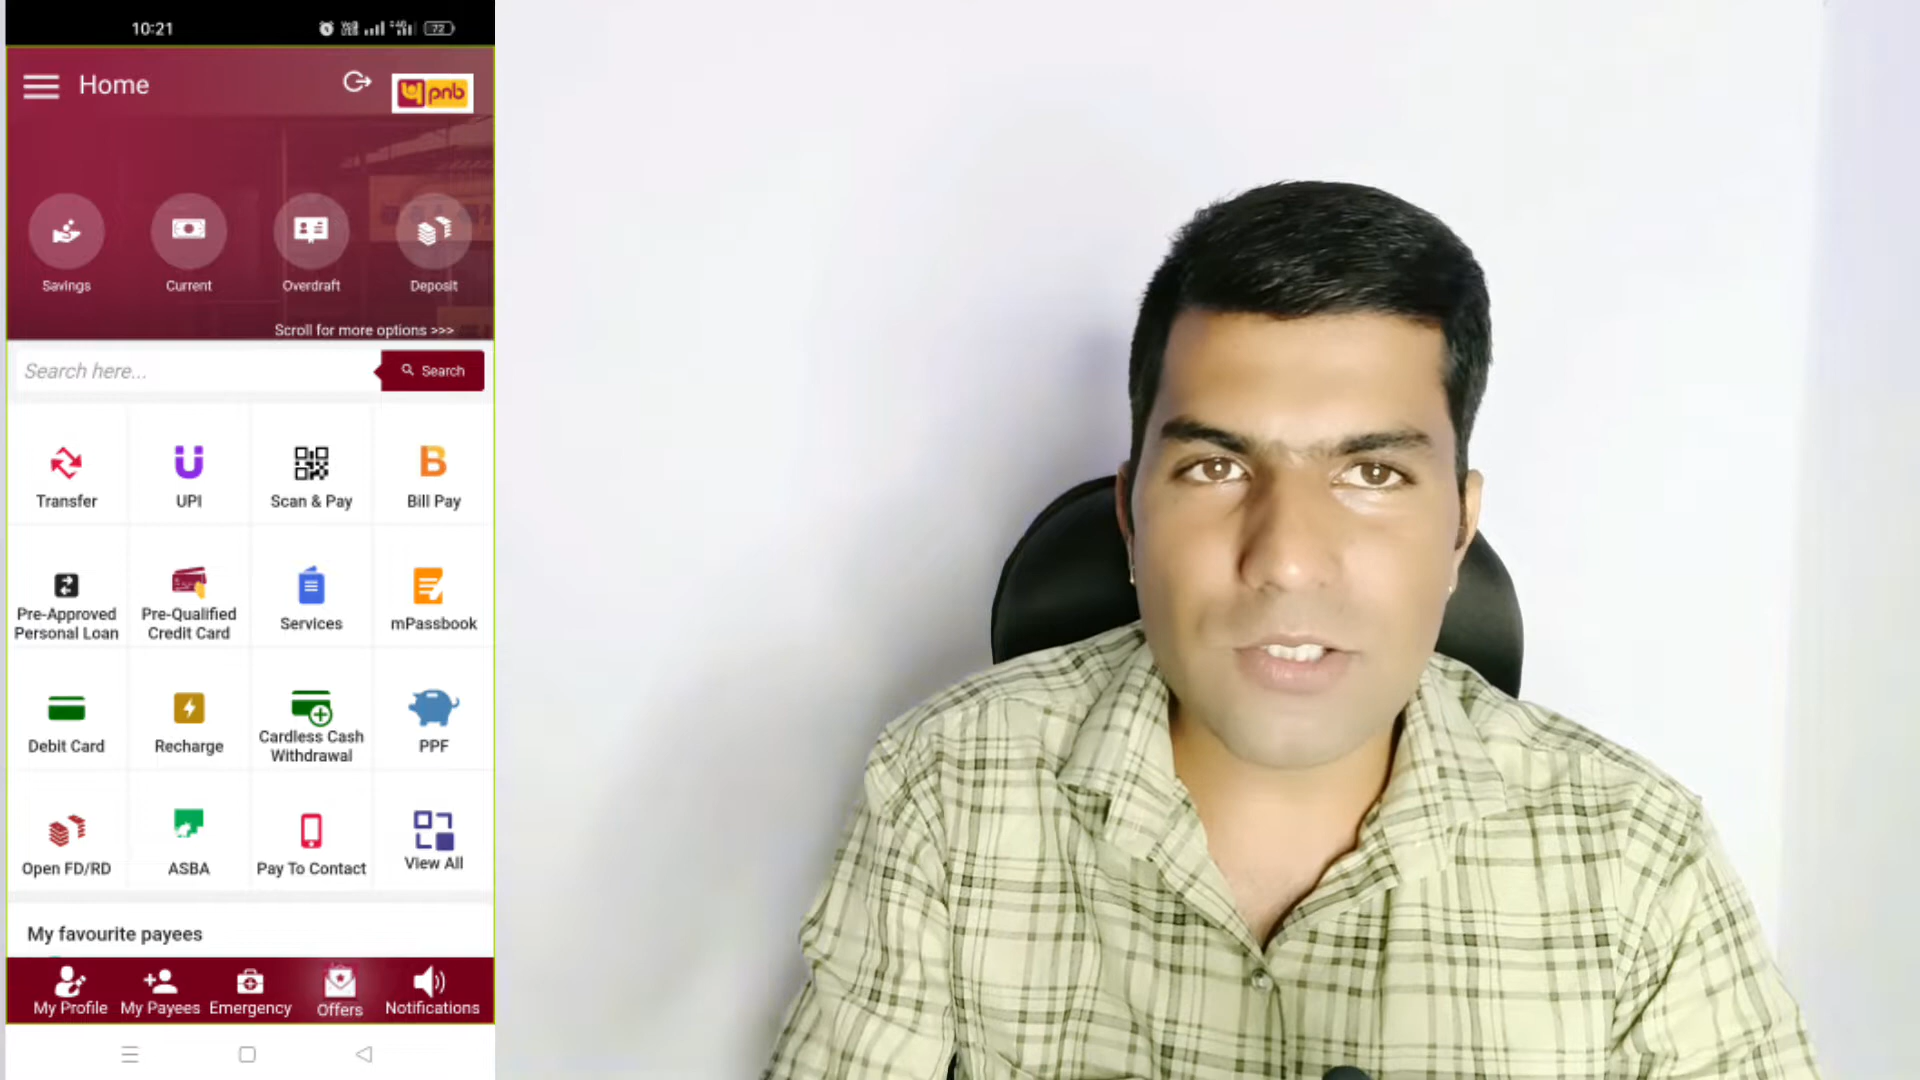 10:21
72
Home
pnb
Savings
Current
Overdraft
Deposit
Scroll for more options >>>
Search here...
Search
Transfer
UPI
Scan & Pay
Bill Pay
Pre-Approved
Personal Loan
Pre-Qualified
Credit Card
Services
mPassbook
Debit Card
Recharge
Cardless Cash
Withdrawal
PPF
Open FD/RD
ASBA
Pay To Contact
View All
My favourite payees
My Profile
My Payees
Emergency
Offers
Notifications